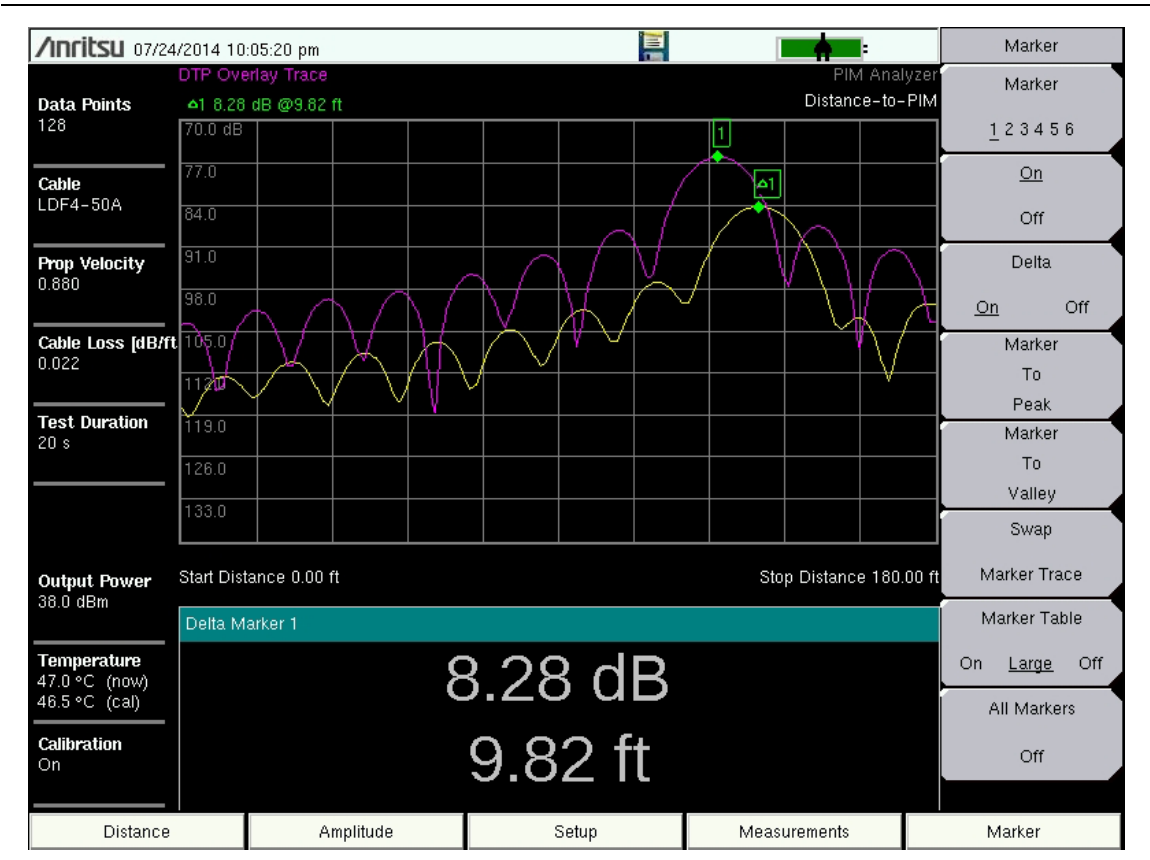 /inritsu 07/24/2014 10:05:20 pm
DTP Overlay Trace
PIM Analyzer
△1 8.28 dB @9.82 ft
Distance-to-PIM
Data Points
128
Cable
LDF4-50A
Prop Velocity
0.880
Cable Loss [dB/ft
0.022
Test Duration
20 s
Output Power
38.0 dBm
Temperature
47.0 °C (now)
46.5 °C (cal)
Calibration
On
70.0 dB
77.0
84.0
91.0
98.0
105.0
112.0
119.0
126.0
133.0
1
△1
Start Distance 0.00 ft
Stop Distance 180.00 ft
Delta Marker 1
8.28 dB
9.82 ft
Marker
Marker
1 2 3 4 5 6
On
Off
Delta
On Off
Marker
To
Peak
Marker
To
Valley
Swap
Marker Trace
Marker Table
On Large Off
All Markers
Off
Distance
Amplitude
Setup
Measurements
Marker